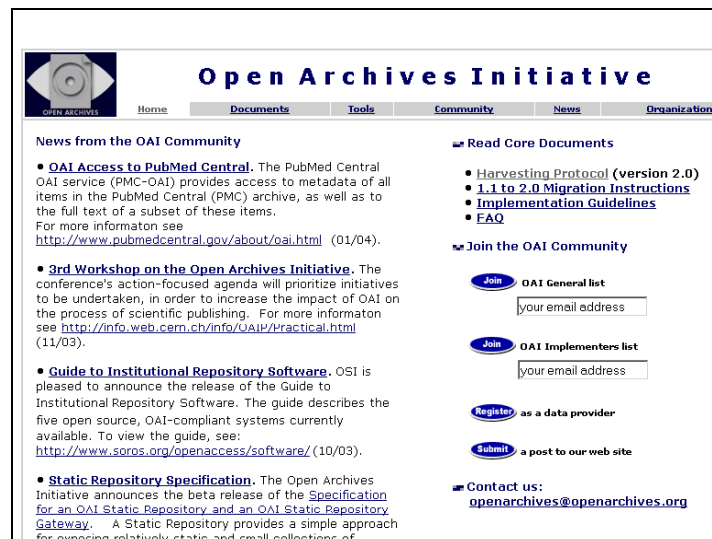 Open Archives Initiative
OPEN ARCHIVES
Home Documents Tools Community News Organization
News from the OAI Community
• OAI Access to PubMed Central. The PubMed Central
OAI service (PMC-OAI) provides access to metadata of all
items in the PubMed Central (PMC) archive, as well as to
the full text of a subset of these items.
For more informaton see
http://www.pubmedcentral.gov/about/oai.html (01/04).
• 3rd Workshop on the Open Archives Initiative. The
conference's action-focused agenda will prioritize initiatives
to be undertaken, in order to increase the impact of OAI on
the process of scientific publishing. For more informaton
see http://info.web.cern.ch/info/OAIP/Practical.html
(11/03).
• Guide to Institutional Repository Software. OSI is
pleased to announce the release of the Guide to
Institutional Repository Software. The guide describes the
five open source, OAI-compliant systems currently
available. To view the guide, see:
http://www.soros.org/openaccess/software/ (10/03).
• Static Repository Specification. The Open Archives
Initiative announces the beta release of the Specification
for an OAI Static Repository and an OAI Static Repository
Gateway. A Static Repository provides a simple approach
for exposing relatively static and small collections of
Read Core Documents
• Harvesting Protocol (version 2.0)
• 1.1 to 2.0 Migration Instructions
• Implementation Guidelines
• FAQ
Join the OAI Community
Join OAI General list
your email address
Join OAI Implementers list
your email address
Register as a data provider
Submit a post to our web site
Contact us:
openarchives@openarchives.org